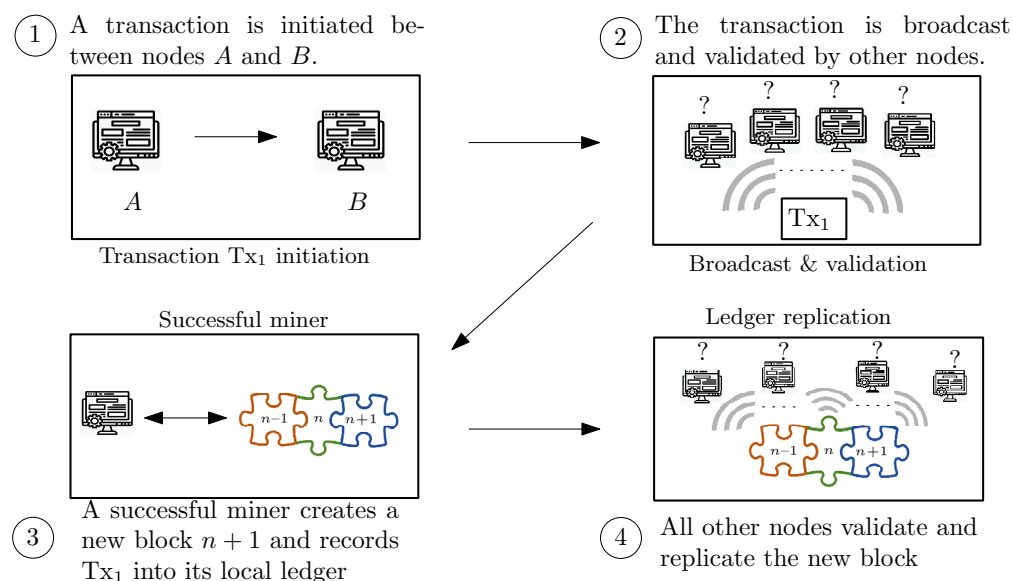 1
A transaction is initiated be-
tween nodes A and B.
A
B
Transaction Tx₁ initiation
2
The transaction is broadcast
and validated by other nodes.
? ? ? ?
. . . . . . .
Tx₁
Broadcast & validation
Successful miner
n−1 n n+1
3
A successful miner creates a
new block n + 1 and records
Tx₁ into its local ledger
Ledger replication
? ? ? ?
n−1 n n+1
4
All other nodes validate and
replicate the new block